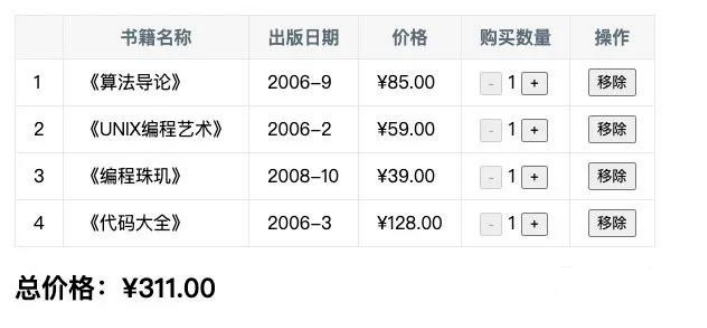 书籍名称 出版日期 价格 购买数量 操作
1 《算法导论》 2006-9 ¥85.00 - 1 + 移除
2 《UNIX编程艺术》 2006-2 ¥59.00 - 1 + 移除
3 《编程珠玑》 2008-10 ¥39.00 - 1 + 移除
4 《代码大全》 2006-3 ¥128.00 - 1 + 移除
总价格：¥311.00